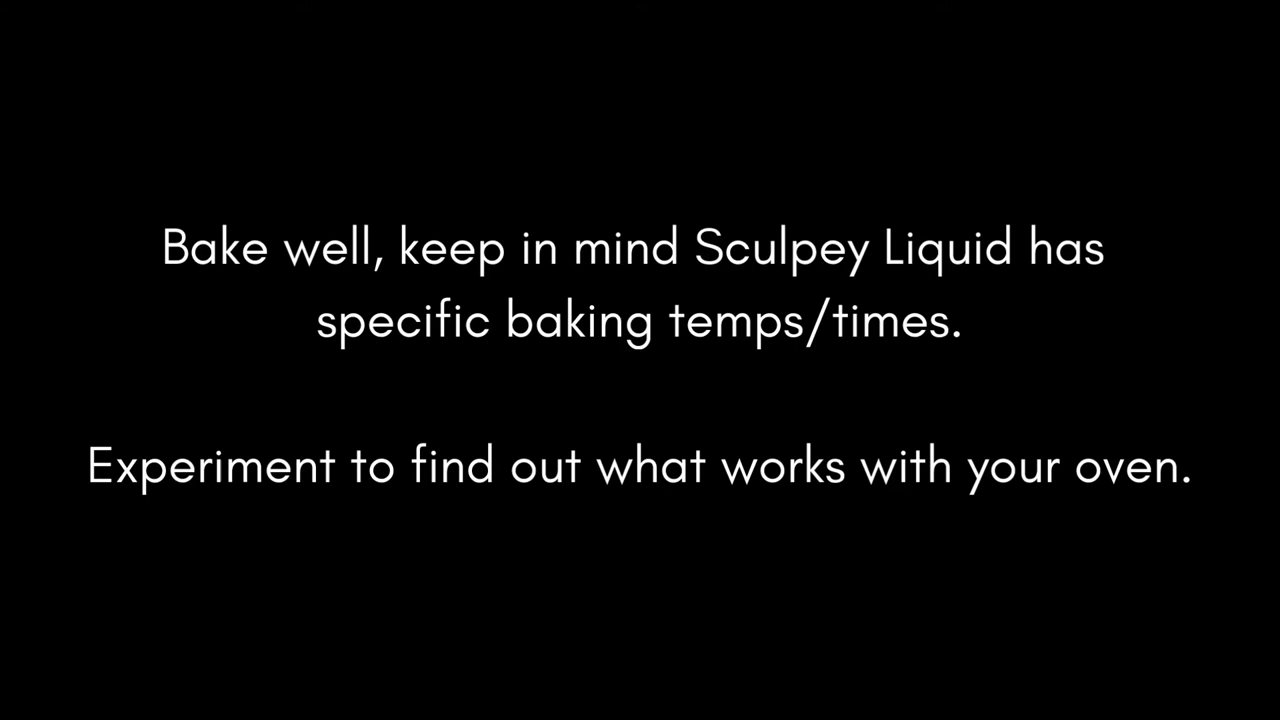 Bake well, keep in mind Sculpey Liquid has
specific baking temps/times.
Experiment to find out what works with your oven.